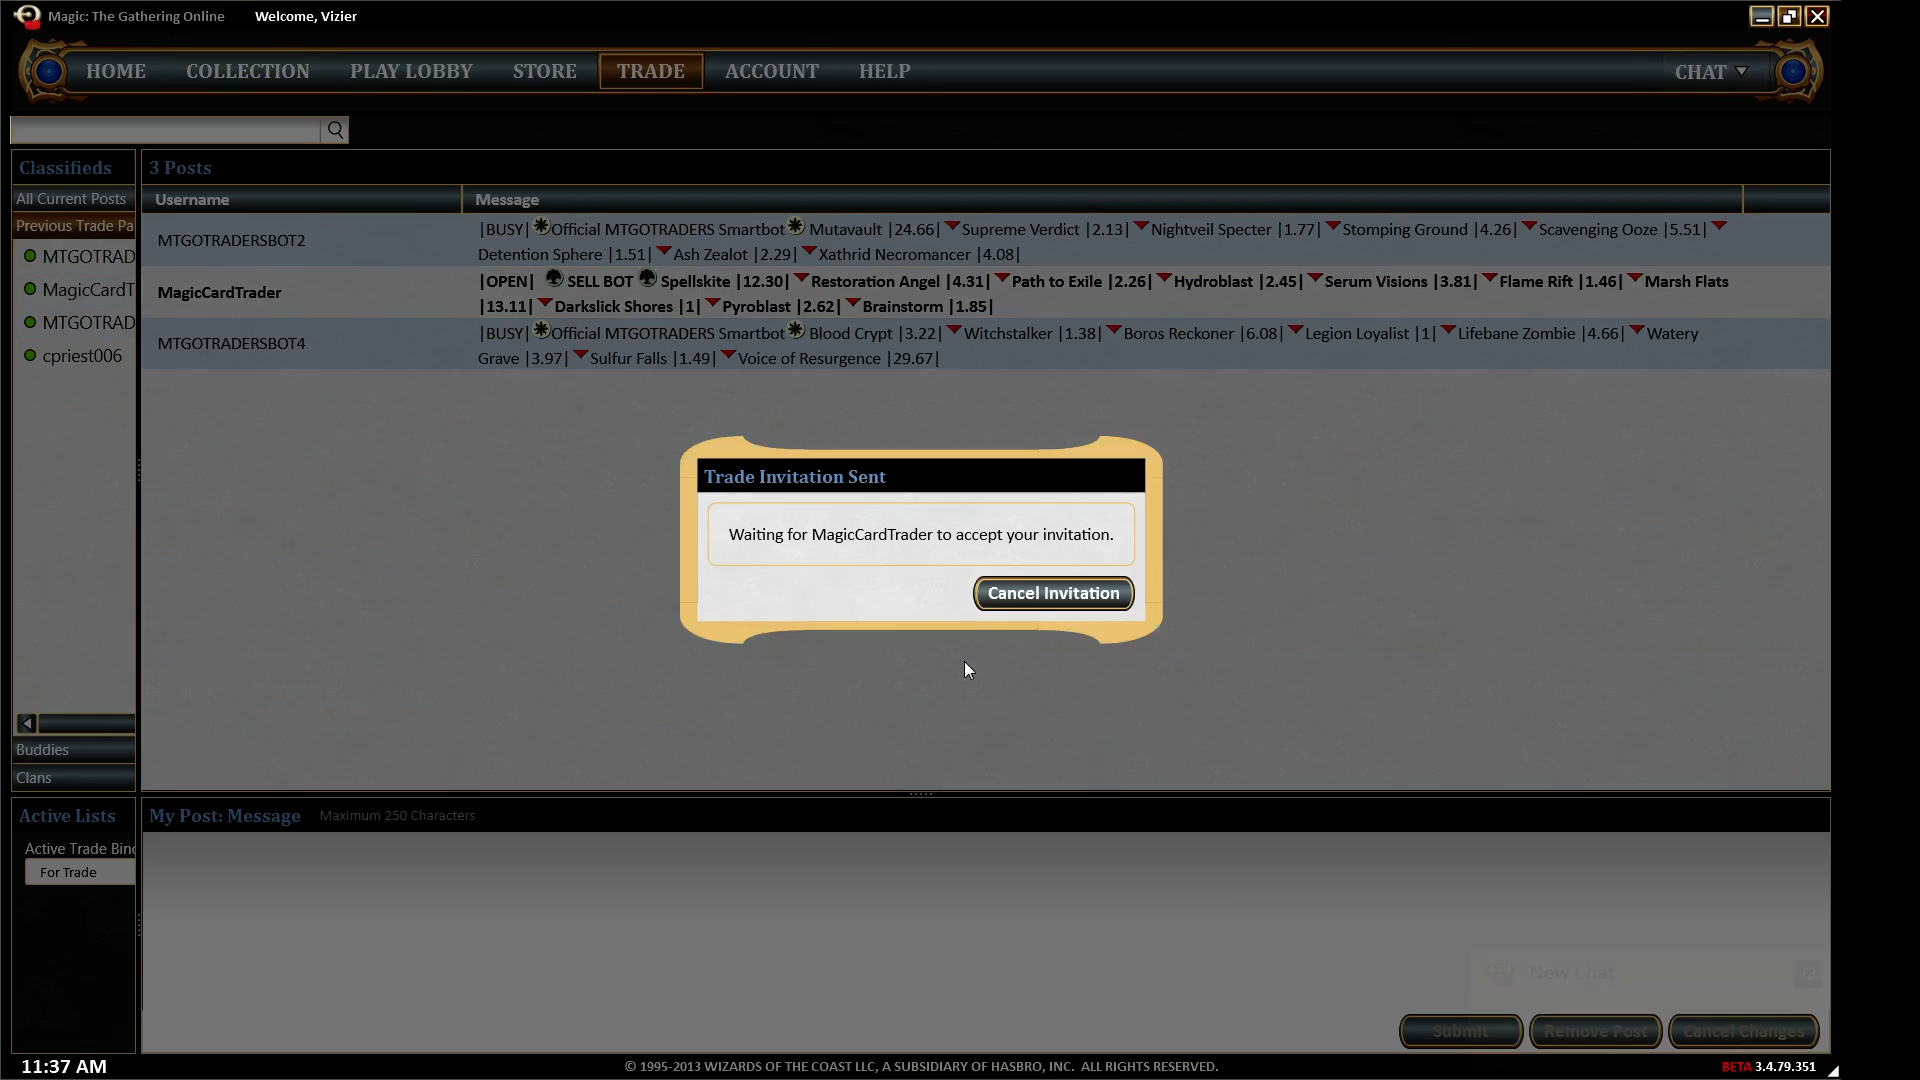 Magic: The Gathering Online
Welcome, Vizier
HOME COLLECTION PLAY LOBBY STORE TRADE ACCOUNT HELP CHAT
Classifieds
All Current Posts
Previous Trade Pa
MTGOTRAD
MagicCardT
MTGOTRAD
cpriest006
Buddies
Clans
3 Posts
Username Message
MTGOTRADERSBOT2
|BUSY| Official MTGOTRADERS Smartbot Mutavault |24.66| Supreme Verdict |2.13| Nightveil Specter |1.77| Stomping Ground |4.26| Scavenging Ooze |5.51|
Detention Sphere |1.51| Ash Zealot |2.29| Xathrid Necromancer |4.08|
MagicCardTrader
|OPEN| SELL BOT Spellskite |12.30| Restoration Angel |4.31| Path to Exile |2.26| Hydroblast |2.45| Serum Visions |3.81| Flame Rift |1.46| Marsh Flats
|13.11| Darkslick Shores |1| Pyroblast |2.62| Brainstorm |1.85|
MTGOTRADERSBOT4
|BUSY| Official MTGOTRADERS Smartbot Blood Crypt |3.22| Witchstalker |1.38| Boros Reckoner |6.08| Legion Loyalist |1| Lifebane Zombie |4.66| Watery
Grave |3.97| Sulfur Falls |1.49| Voice of Resurgence |29.67|
Trade Invitation Sent
Waiting for MagicCardTrader to accept your invitation.
Cancel Invitation
Active Lists
Active Trade Bind
For Trade
My Post: Message Maximum 250 Characters
New Chat
Submit Remove Post Cancel Changes
11:37 AM
© 1995-2013 WIZARDS OF THE COAST LLC, A SUBSIDIARY OF HASBRO, INC. ALL RIGHTS RESERVED.
BETA 3.4.79.351